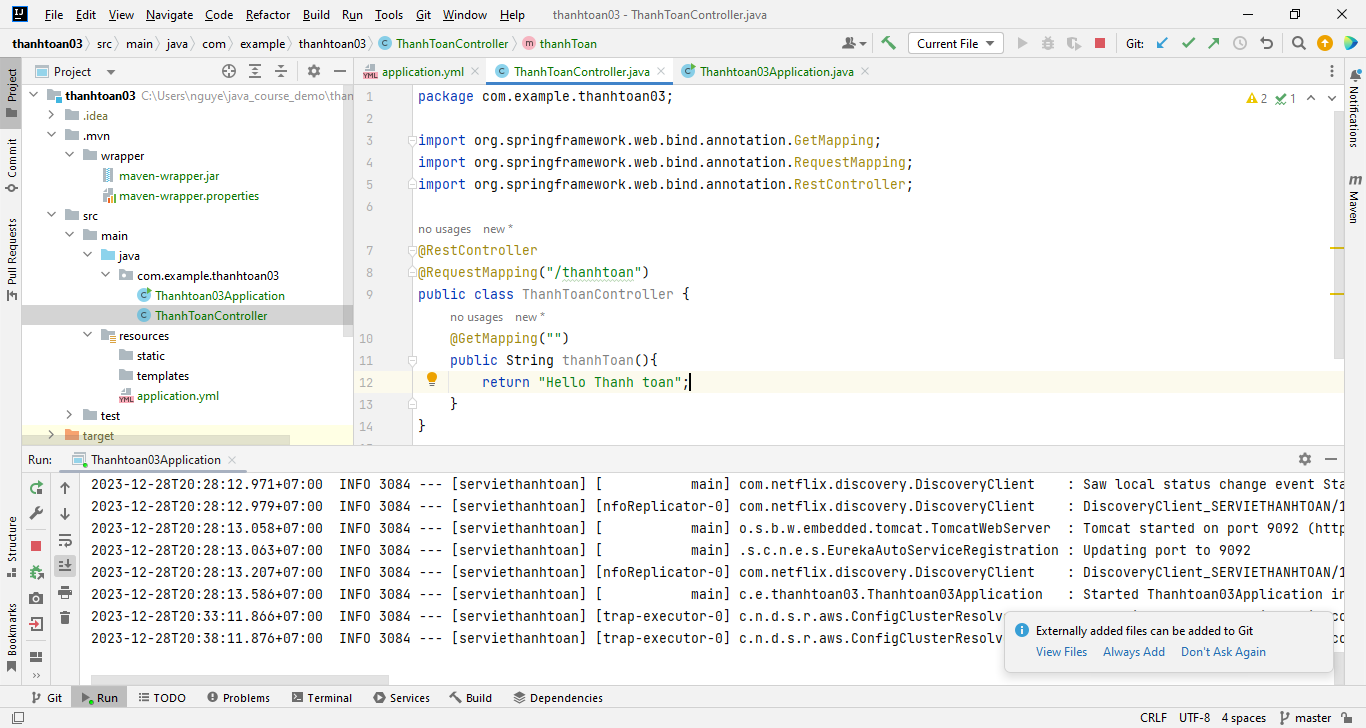 File Edit View Navigate Code Refactor Build Run Tools Git Window Help thanhtoan03 - ThanhToanController.java
thanhtoan03 src main java com example thanhtoan03 ThanhToanController thanhToan Current File Git:
Project
application.yml ThanhToanController.java Thanhtoan03Application.java
thanhtoan03 C:\Users\nguye\java_course_demo\than
.idea
.mvn
wrapper
maven-wrapper.jar
maven-wrapper.properties
src
main
java
com.example.thanhtoan03
Thanhtoan03Application
ThanhToanController
resources
static
templates
application.yml
test
target
1 package com.example.thanhtoan03;
2
3 import org.springframework.web.bind.annotation.GetMapping;
4 import org.springframework.web.bind.annotation.RequestMapping;
5 import org.springframework.web.bind.annotation.RestController;
6
no usages new *
7 @RestController
8 @RequestMapping("/thanhtoan")
9 public class ThanhToanController {
no usages new *
10 @GetMapping("")
11 public String thanhToan(){
12 return "Hello Thanh toan";
13 }
14 }
2 1
Project
Commit
Pull Requests
Structure
Bookmarks
Notifications
Maven
Run: Thanhtoan03Application
2023-12-28T20:28:12.971+07:00 INFO 3084 --- [serviethanhtoan] [ main] com.netflix.discovery.DiscoveryClient : Saw local status change event Sta
2023-12-28T20:28:12.979+07:00 INFO 3084 --- [serviethanhtoan] [nfoReplicator-0] com.netflix.discovery.DiscoveryClient : DiscoveryClient_SERVIETHANHTOAN/1
2023-12-28T20:28:13.058+07:00 INFO 3084 --- [serviethanhtoan] [ main] o.s.b.w.embedded.tomcat.TomcatWebServer : Tomcat started on port 9092 (http
2023-12-28T20:28:13.063+07:00 INFO 3084 --- [serviethanhtoan] [ main] .s.c.n.e.s.EurekaAutoServiceRegistration : Updating port to 9092
2023-12-28T20:28:13.207+07:00 INFO 3084 --- [serviethanhtoan] [nfoReplicator-0] com.netflix.discovery.DiscoveryClient : DiscoveryClient_SERVIETHANHTOAN/1
2023-12-28T20:28:13.586+07:00 INFO 3084 --- [serviethanhtoan] [ main] c.e.thanhtoan03.Thanhtoan03Application : Started Thanhtoan03Application in
2023-12-28T20:33:11.866+07:00 INFO 3084 --- [serviethanhtoan] [trap-executor-0] c.n.d.s.r.aws.ConfigClusterResolv
2023-12-28T20:38:11.876+07:00 INFO 3084 --- [serviethanhtoan] [trap-executor-0] c.n.d.s.r.aws.ConfigClusterResolv
Externally added files can be added to Git
View Files Always Add Don't Ask Again
Git Run TODO Problems Terminal Services Build Dependencies
CRLF UTF-8 4 spaces master